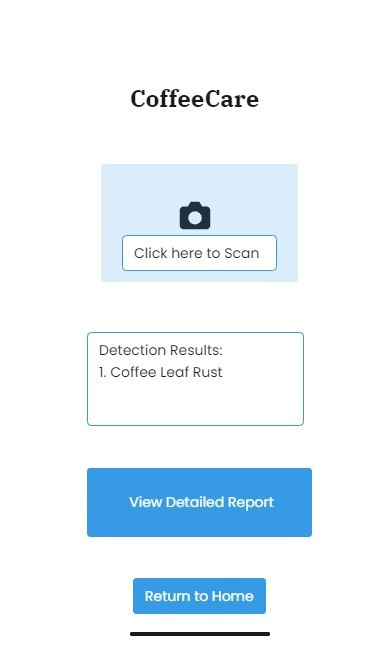 CoffeeCare
Click here to Scan
Detection Results:
1. Coffee Leaf Rust
View Detailed Report
Return to Home